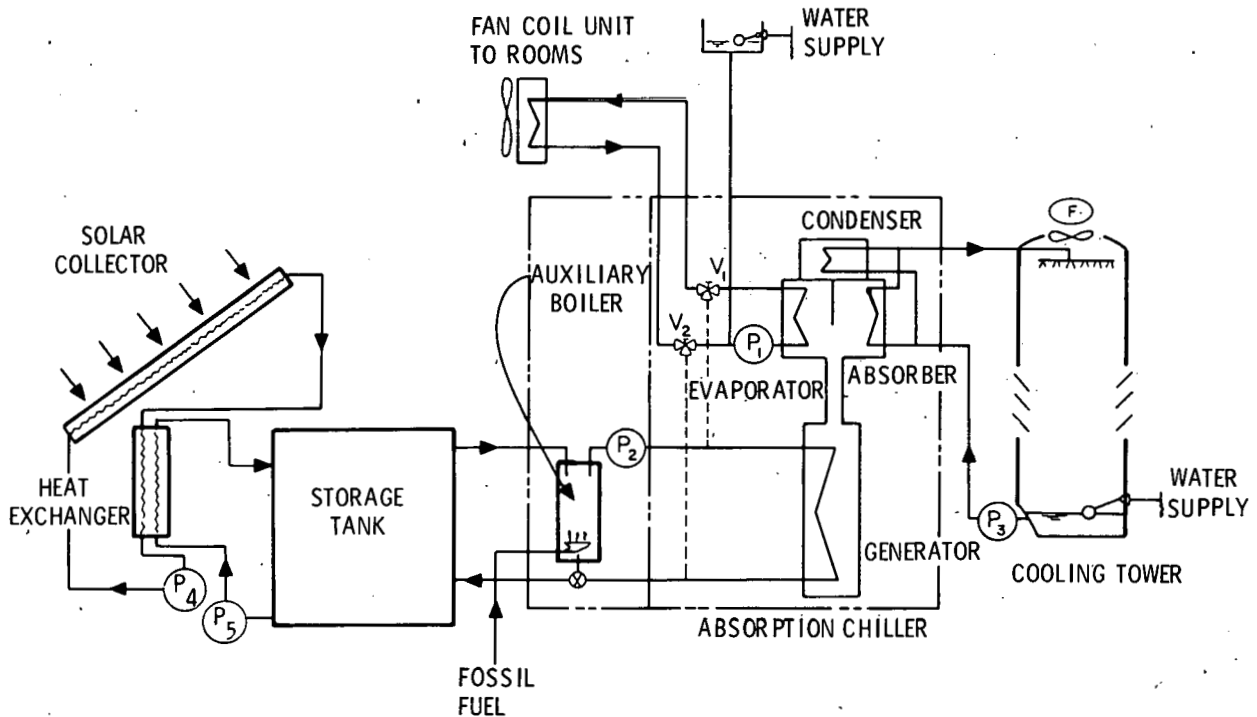 FAN COIL UNIT
TO ROOMS
WATER
SUPPLY
SOLAR
COLLECTOR
AUXILIARY
BOILER
CONDENSER
F
V1
V2
P1
EVAPORATOR
ABSORBER
P2
HEAT
EXCHANGER
STORAGE
TANK
GENERATOR
P3
WATER
SUPPLY
COOLING TOWER
P4
P5
ABSORPTION CHILLER
FOSSIL
FUEL